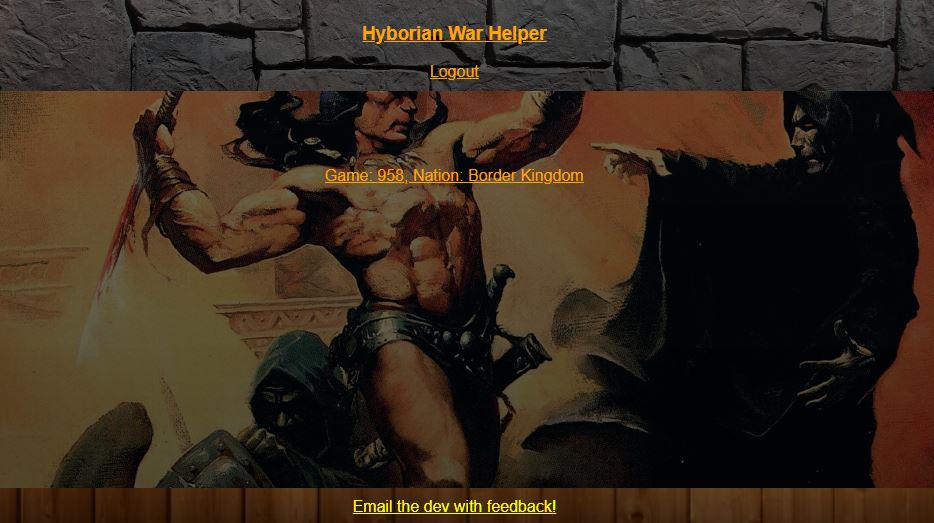 Hyborian War Helper
Logout
Game: 958, Nation: Border Kingdom
Email the dev with feedback!